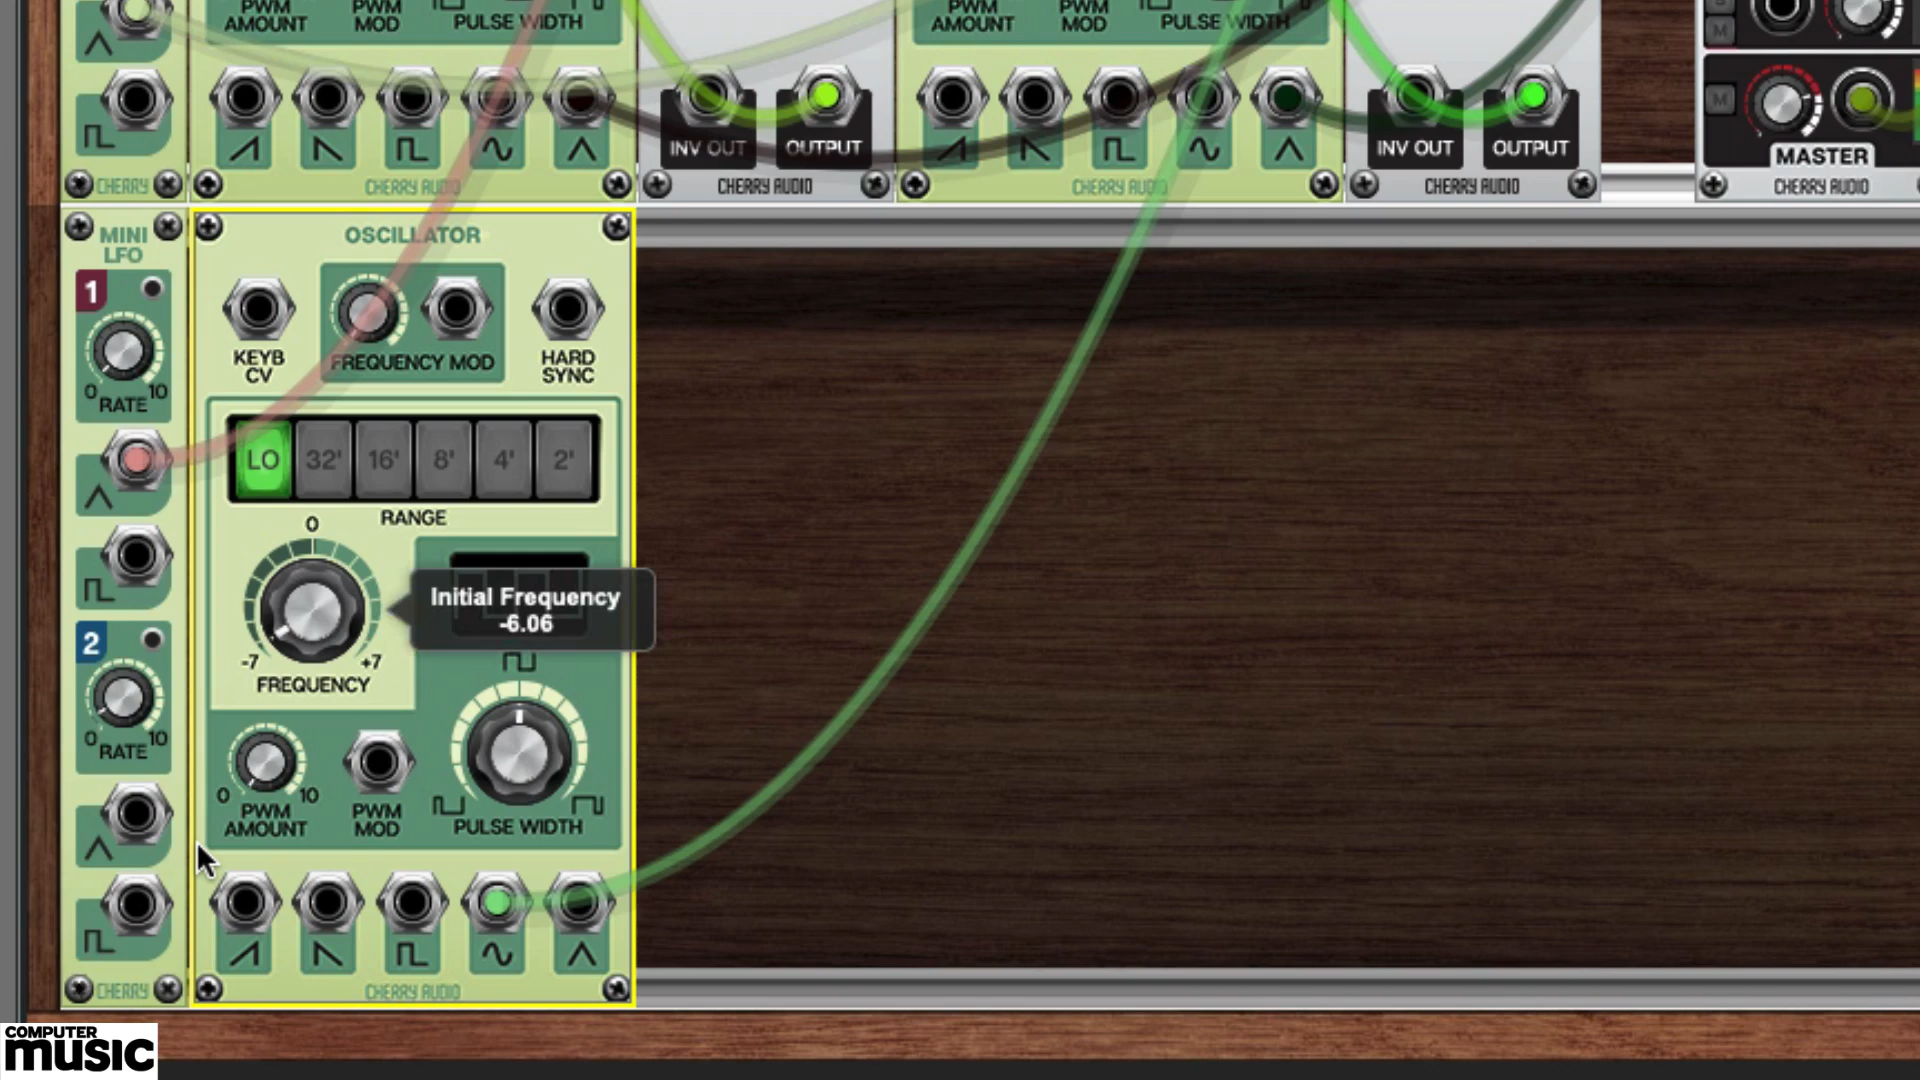 PWM
AMOUNT
PWM
MOD
PULSE WIDTH
PWM
AMOUNT
PWM
MOD
PULSE WIDTH
M
M
INV OUT
OUTPUT
INV OUT
OUTPUT
MASTER
CHERRY
CHERRY AUDIO
CHERRY AUDIO
CHERRY AUDIO
CHERRY AUDIO
CHERRY AUDIO
MINI
LFO
1
0
10
RATE
2
0
10
RATE
CHERRY
OSCILLATOR
KEYB
CV
FREQUENCY MOD
HARD
SYNC
LO
32'
16'
8'
4'
2'
RANGE
0
-7
+7
FREQUENCY
Initial Frequency
-6.06
0
10
PWM
AMOUNT
PWM
MOD
PULSE WIDTH
CHERRY AUDIO
COMPUTER
music